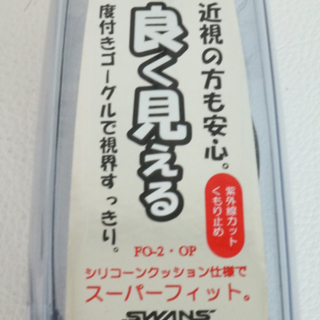 近視の方も安心。
良く見える
度付きゴーグルで視界すっきり。
紫外線カット
くもり止め
FO-2・OP
シリコーンクッション仕様で
スーパーフィット。
SWANS